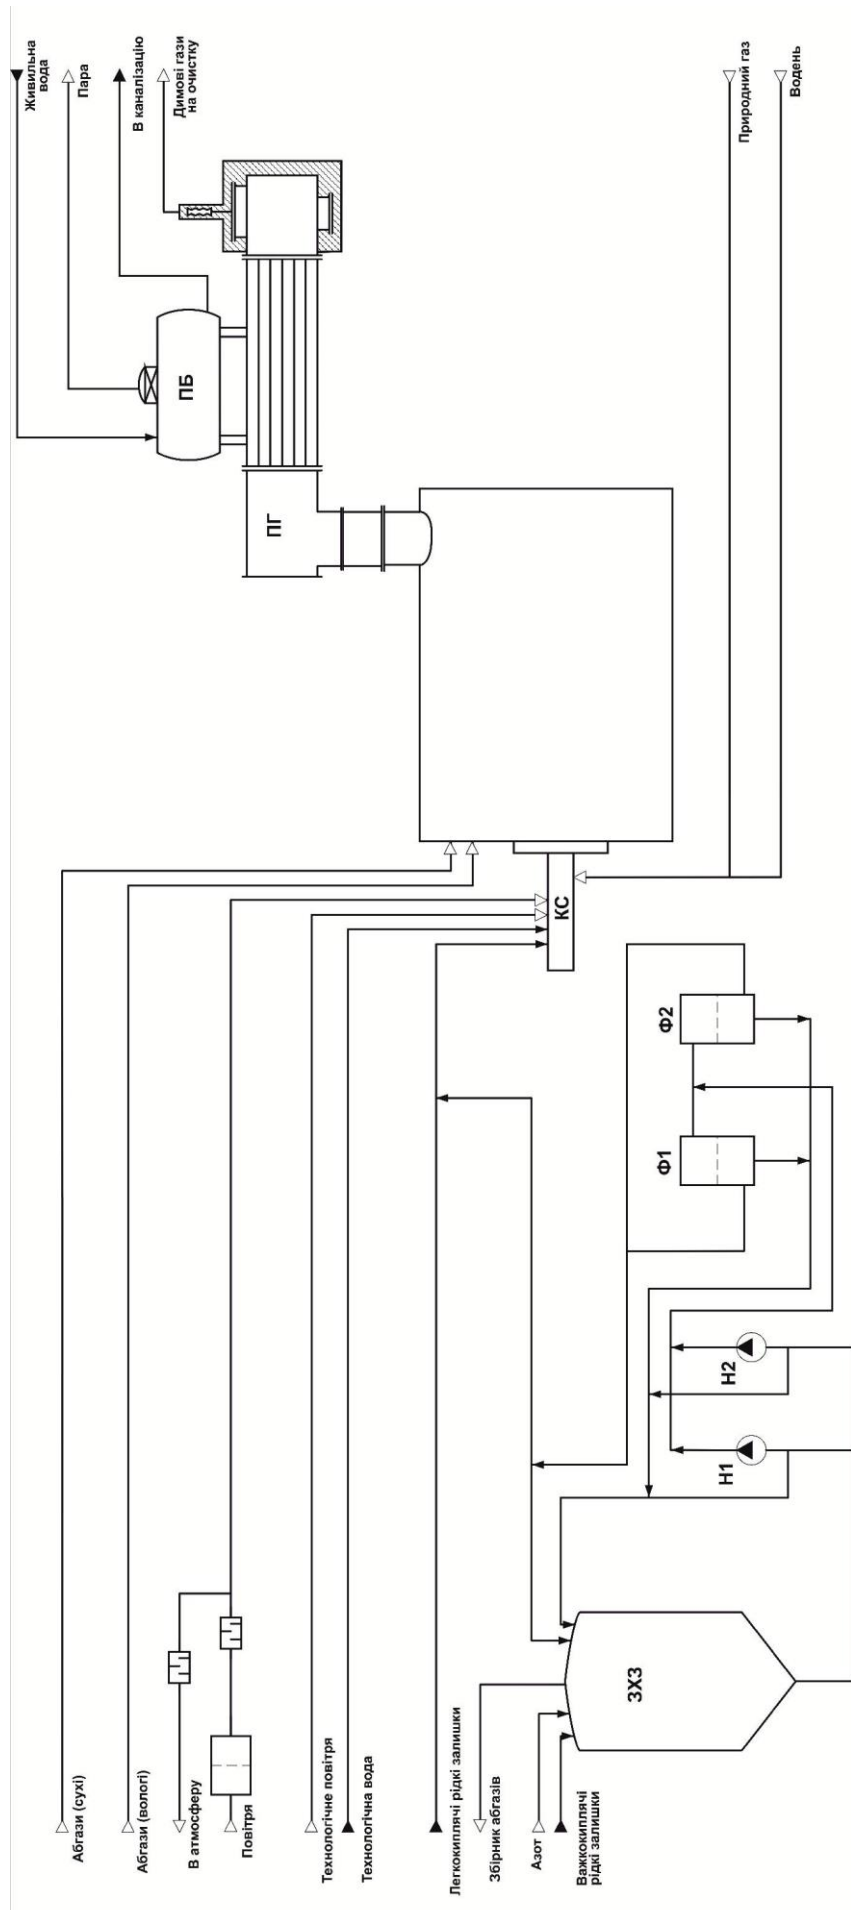 Живильна
вода
Пара
В каналізацію
Димові гази
на очистку
Природний газ
Водень
ПБ
ПГ
КС
Ф2
Ф1
Н2
Н1
ЗХЗ
Абгази (сухі)
Абгази (вологі)
В атмосферу
Повітря
Технологічне повітря
Технологічна вода
Легкокиплячі рідкі залишки
Збірник абгазів
Азот
Важкокиплячі
рідкі залишки